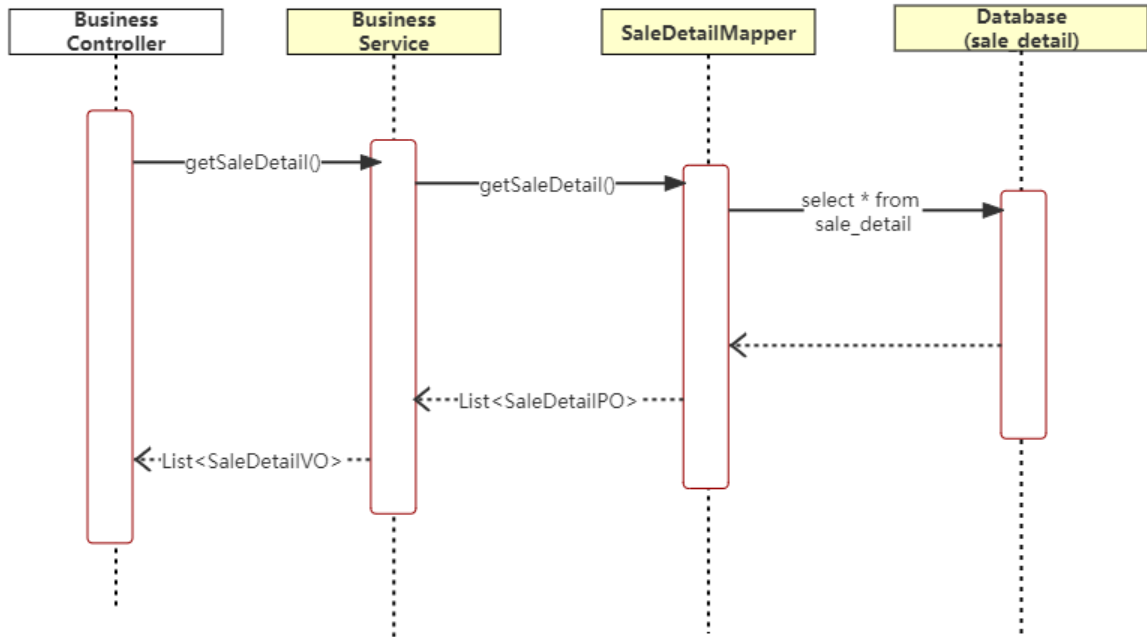 Business
Controller
Business
Service
SaleDetailMapper
Database
(sale_detail)
getSaleDetail()
getSaleDetail()
select * from
sale_detail
List<SaleDetailPO>
List<SaleDetailVO>